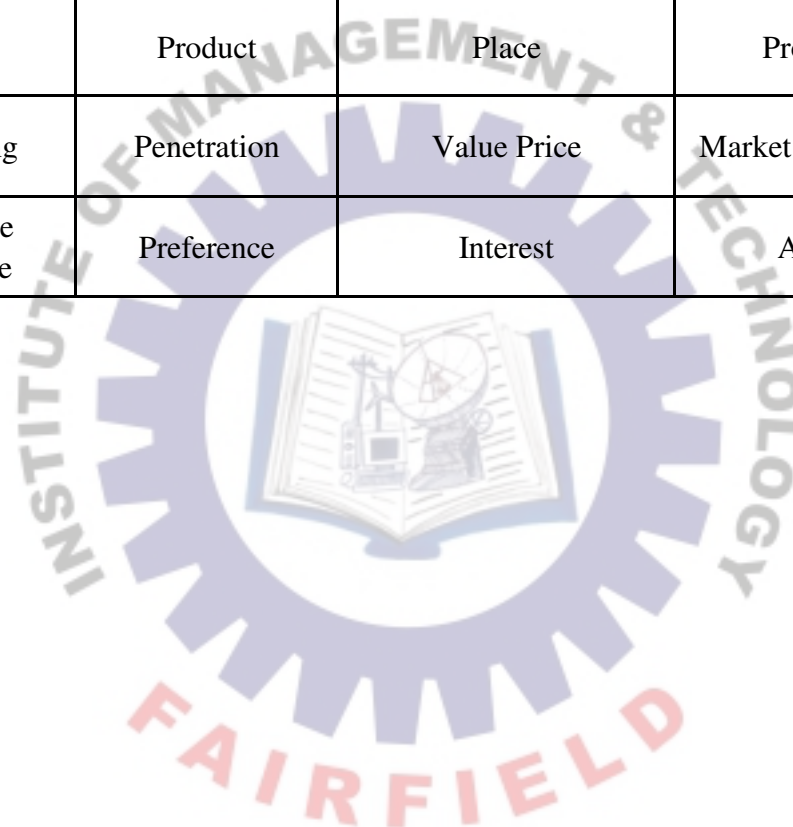 Product Place
Penetration Value Price Market
Preference Interest
INSTITUTE OF MANAGEMENT & TECHNOLOGY
FAIRFIELD